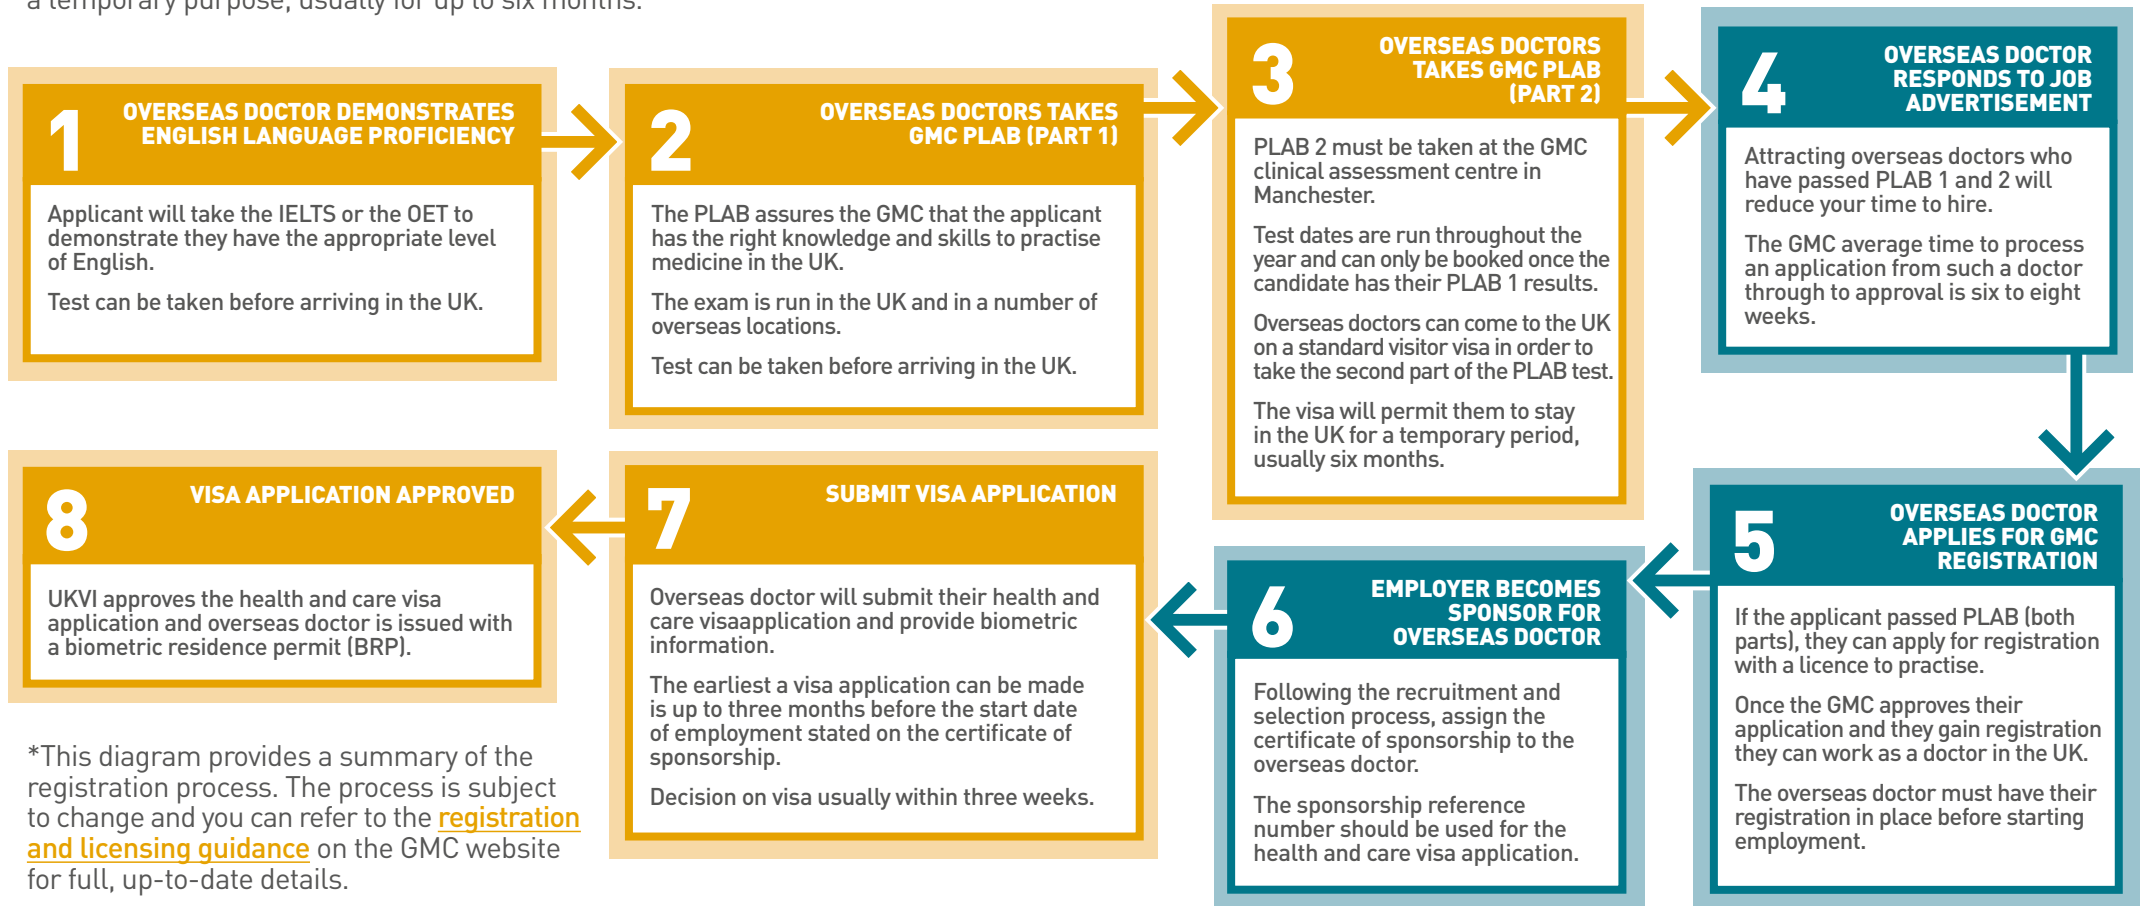 a temporary purpose, usually for up to six months.
1
OVERSEAS DOCTOR DEMONSTRATES
ENGLISH LANGUAGE PROFICIENCY
Applicant will take the IELTS or the OET to
demonstrate they have the appropriate level
of English.
Test can be taken before arriving in the UK.
2
OVERSEAS DOCTORS TAKES
GMC PLAB (PART 1)
The PLAB assures the GMC that the applicant
has the right knowledge and skills to practise
medicine in the UK.
The exam is run in the UK and in a number of
overseas locations.
Test can be taken before arriving in the UK.
3
OVERSEAS DOCTORS
TAKES GMC PLAB
(PART 2)
PLAB 2 must be taken at the GMC
clinical assessment centre in
Manchester.
Test dates are run throughout the
year and can only be booked once the
candidate has their PLAB 1 results.
Overseas doctors can come to the UK
on a standard visitor visa in order to
take the second part of the PLAB test.
The visa will permit them to stay
in the UK for a temporary period,
usually six months.
4
OVERSEAS DOCTOR
RESPONDS TO JOB
ADVERTISEMENT
Attracting overseas doctors who
have passed PLAB 1 and 2 will
reduce your time to hire.
The GMC average time to process
an application from such a doctor
through to approval is six to eight
weeks.
5
OVERSEAS DOCTOR
APPLIES FOR GMC
REGISTRATION
If the applicant passed PLAB (both
parts), they can apply for registration
with a licence to practise.
Once the GMC approves their
application and they gain registration
they can work as a doctor in the UK.
The overseas doctor must have their
registration in place before starting
employment.
6
EMPLOYER BECOMES
SPONSOR FOR
OVERSEAS DOCTOR
Following the recruitment and
selection process, assign the
certificate of sponsorship to the
overseas doctor.
The sponsorship reference
number should be used for the
health and care visa application.
7
SUBMIT VISA APPLICATION
Overseas doctor will submit their health and
care visaapplication and provide biometric
information.
The earliest a visa application can be made
is up to three months before the start date
of employment stated on the certificate of
sponsorship.
Decision on visa usually within three weeks.
8
VISA APPLICATION APPROVED
UKVI approves the health and care visa
application and overseas doctor is issued with
a biometric residence permit (BRP).
*This diagram provides a summary of the
registration process. The process is subject
to change and you can refer to the registration
and licensing guidance on the GMC website
for full, up-to-date details.